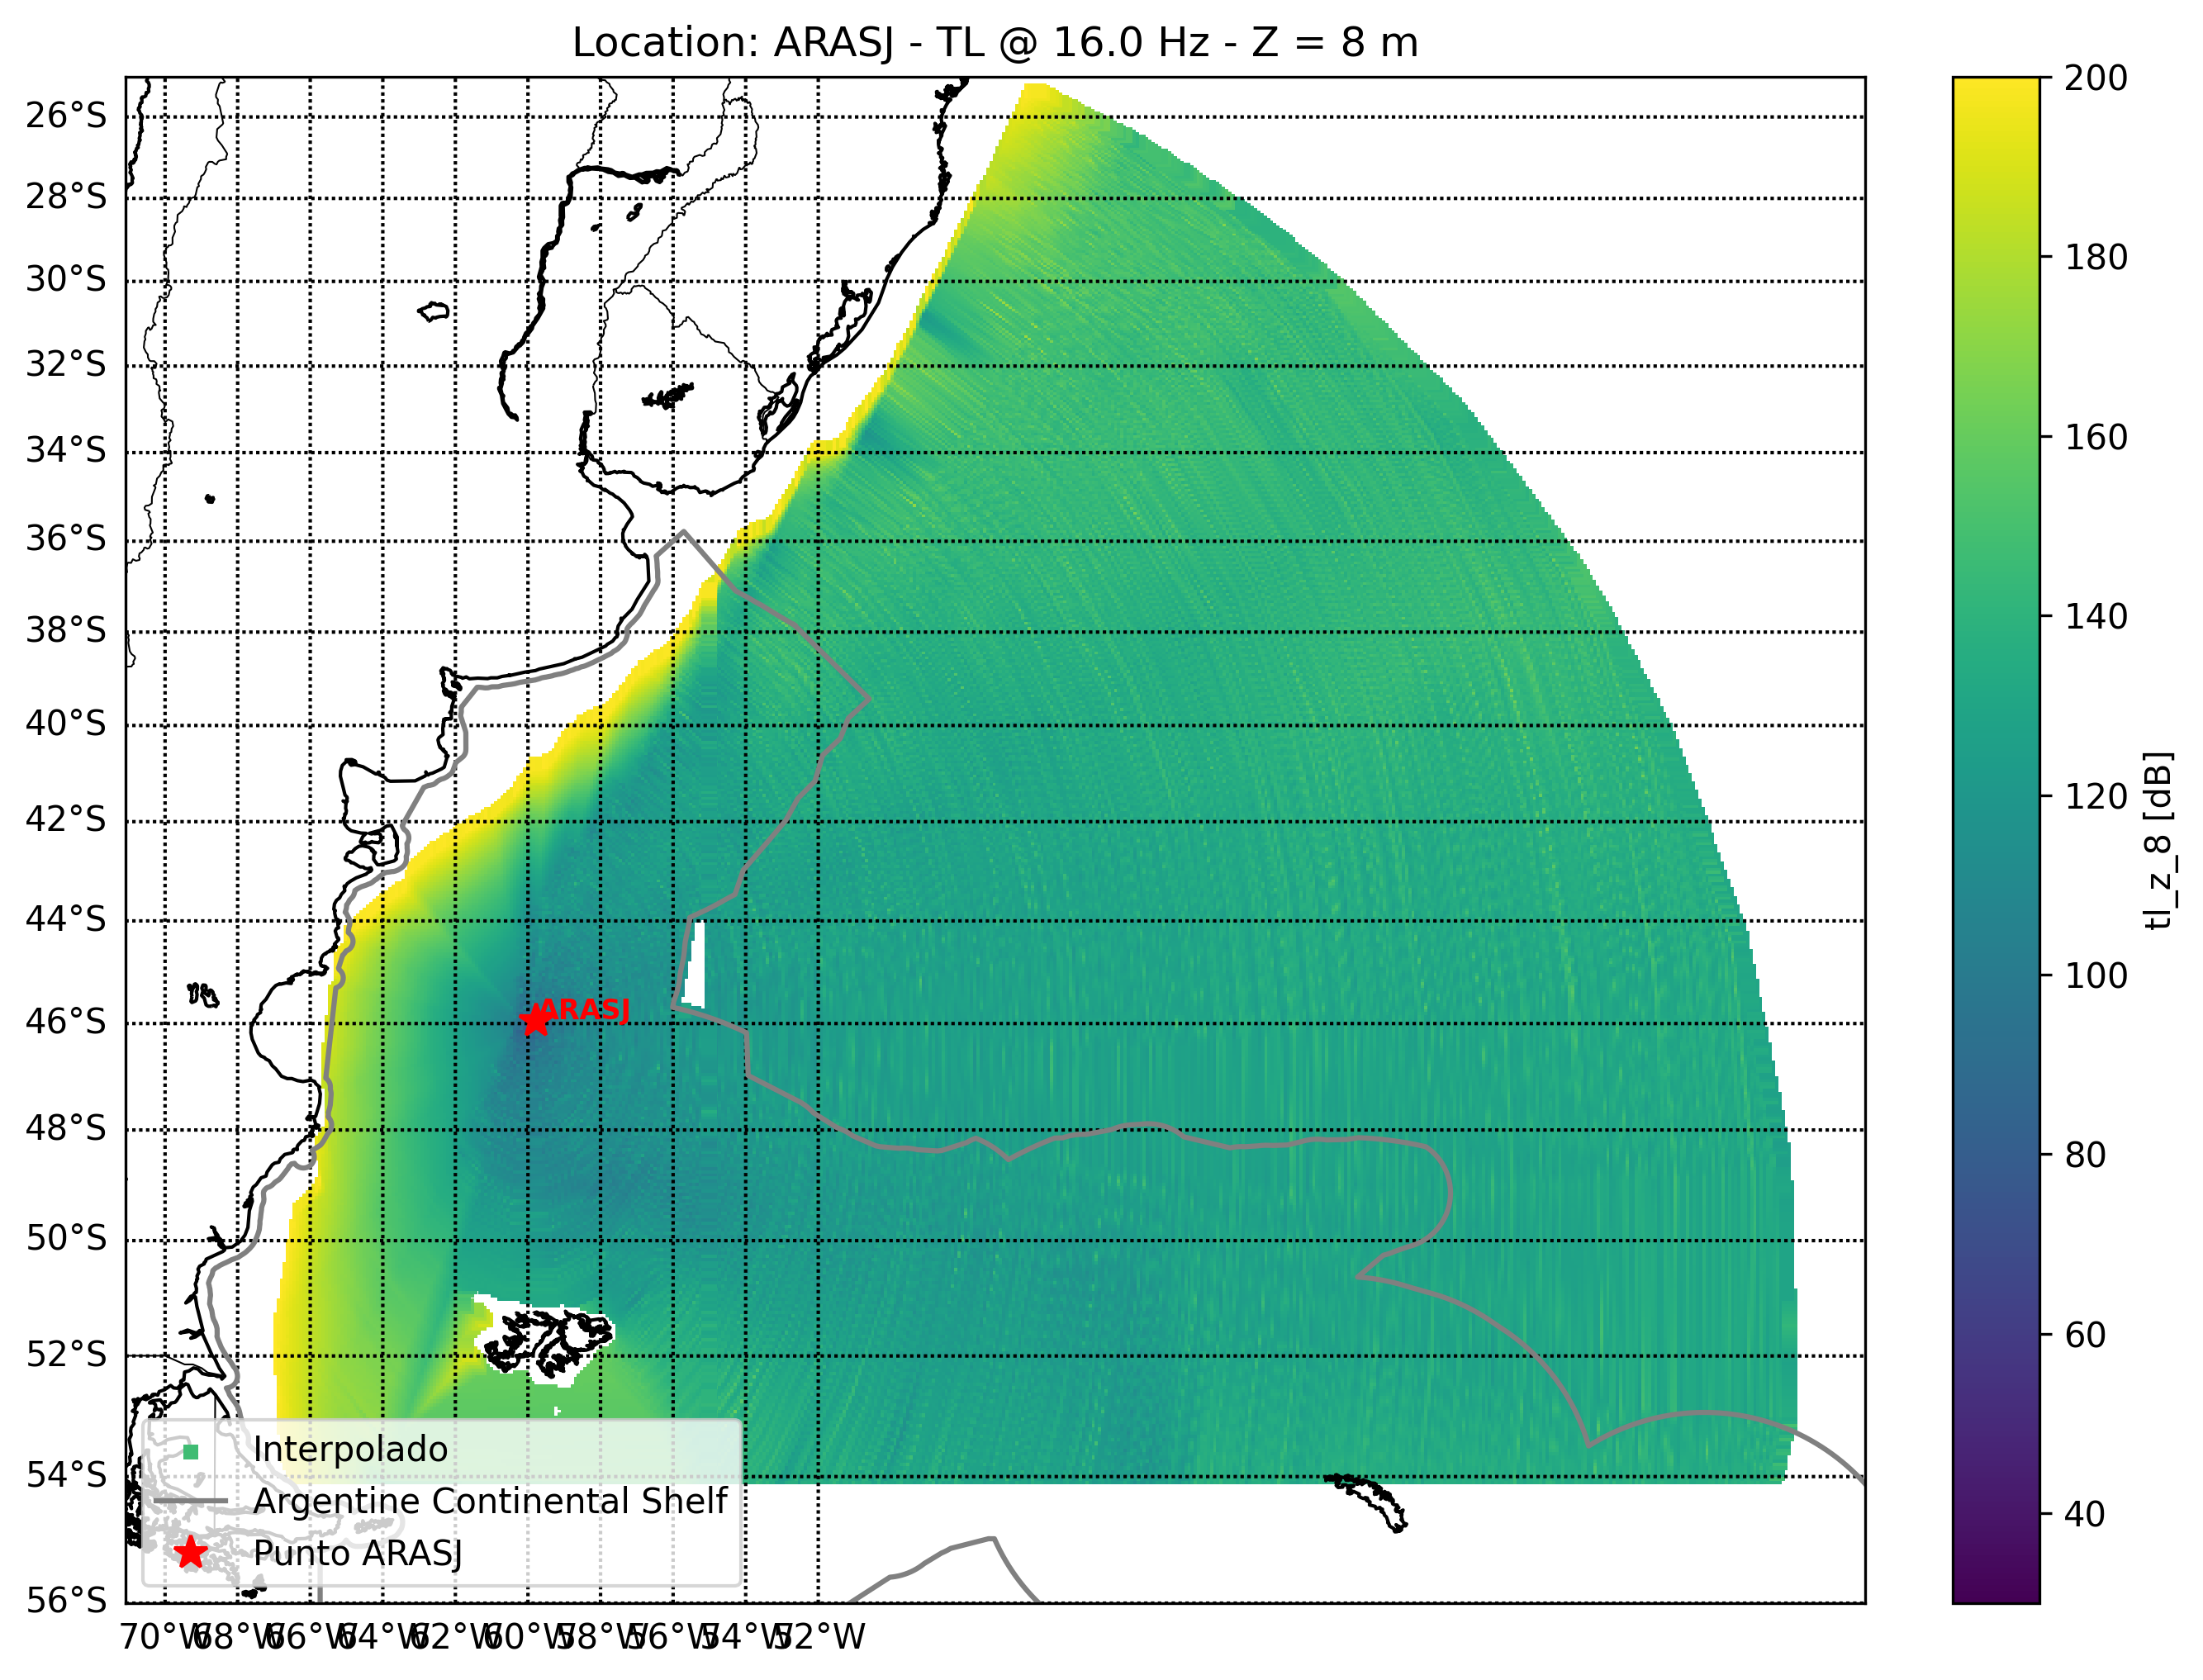 Location: ARASJ - TL @ 16.0 Hz - Z = 8 m
26°S
28°S
30°S
32°S
34°S
36°S
38°S
40°S
42°S
44°S
46°S
48°S
50°S
52°S
54°S
56°S
70°W 68°W 66°W 64°W 62°W 60°W 58°W 56°W 54°W 52°W
ARASJ
Interpolado
Argentine Continental Shelf
Punto ARASJ
200
180
160
140
120
100
80
60
40
tl_z_8 [dB]